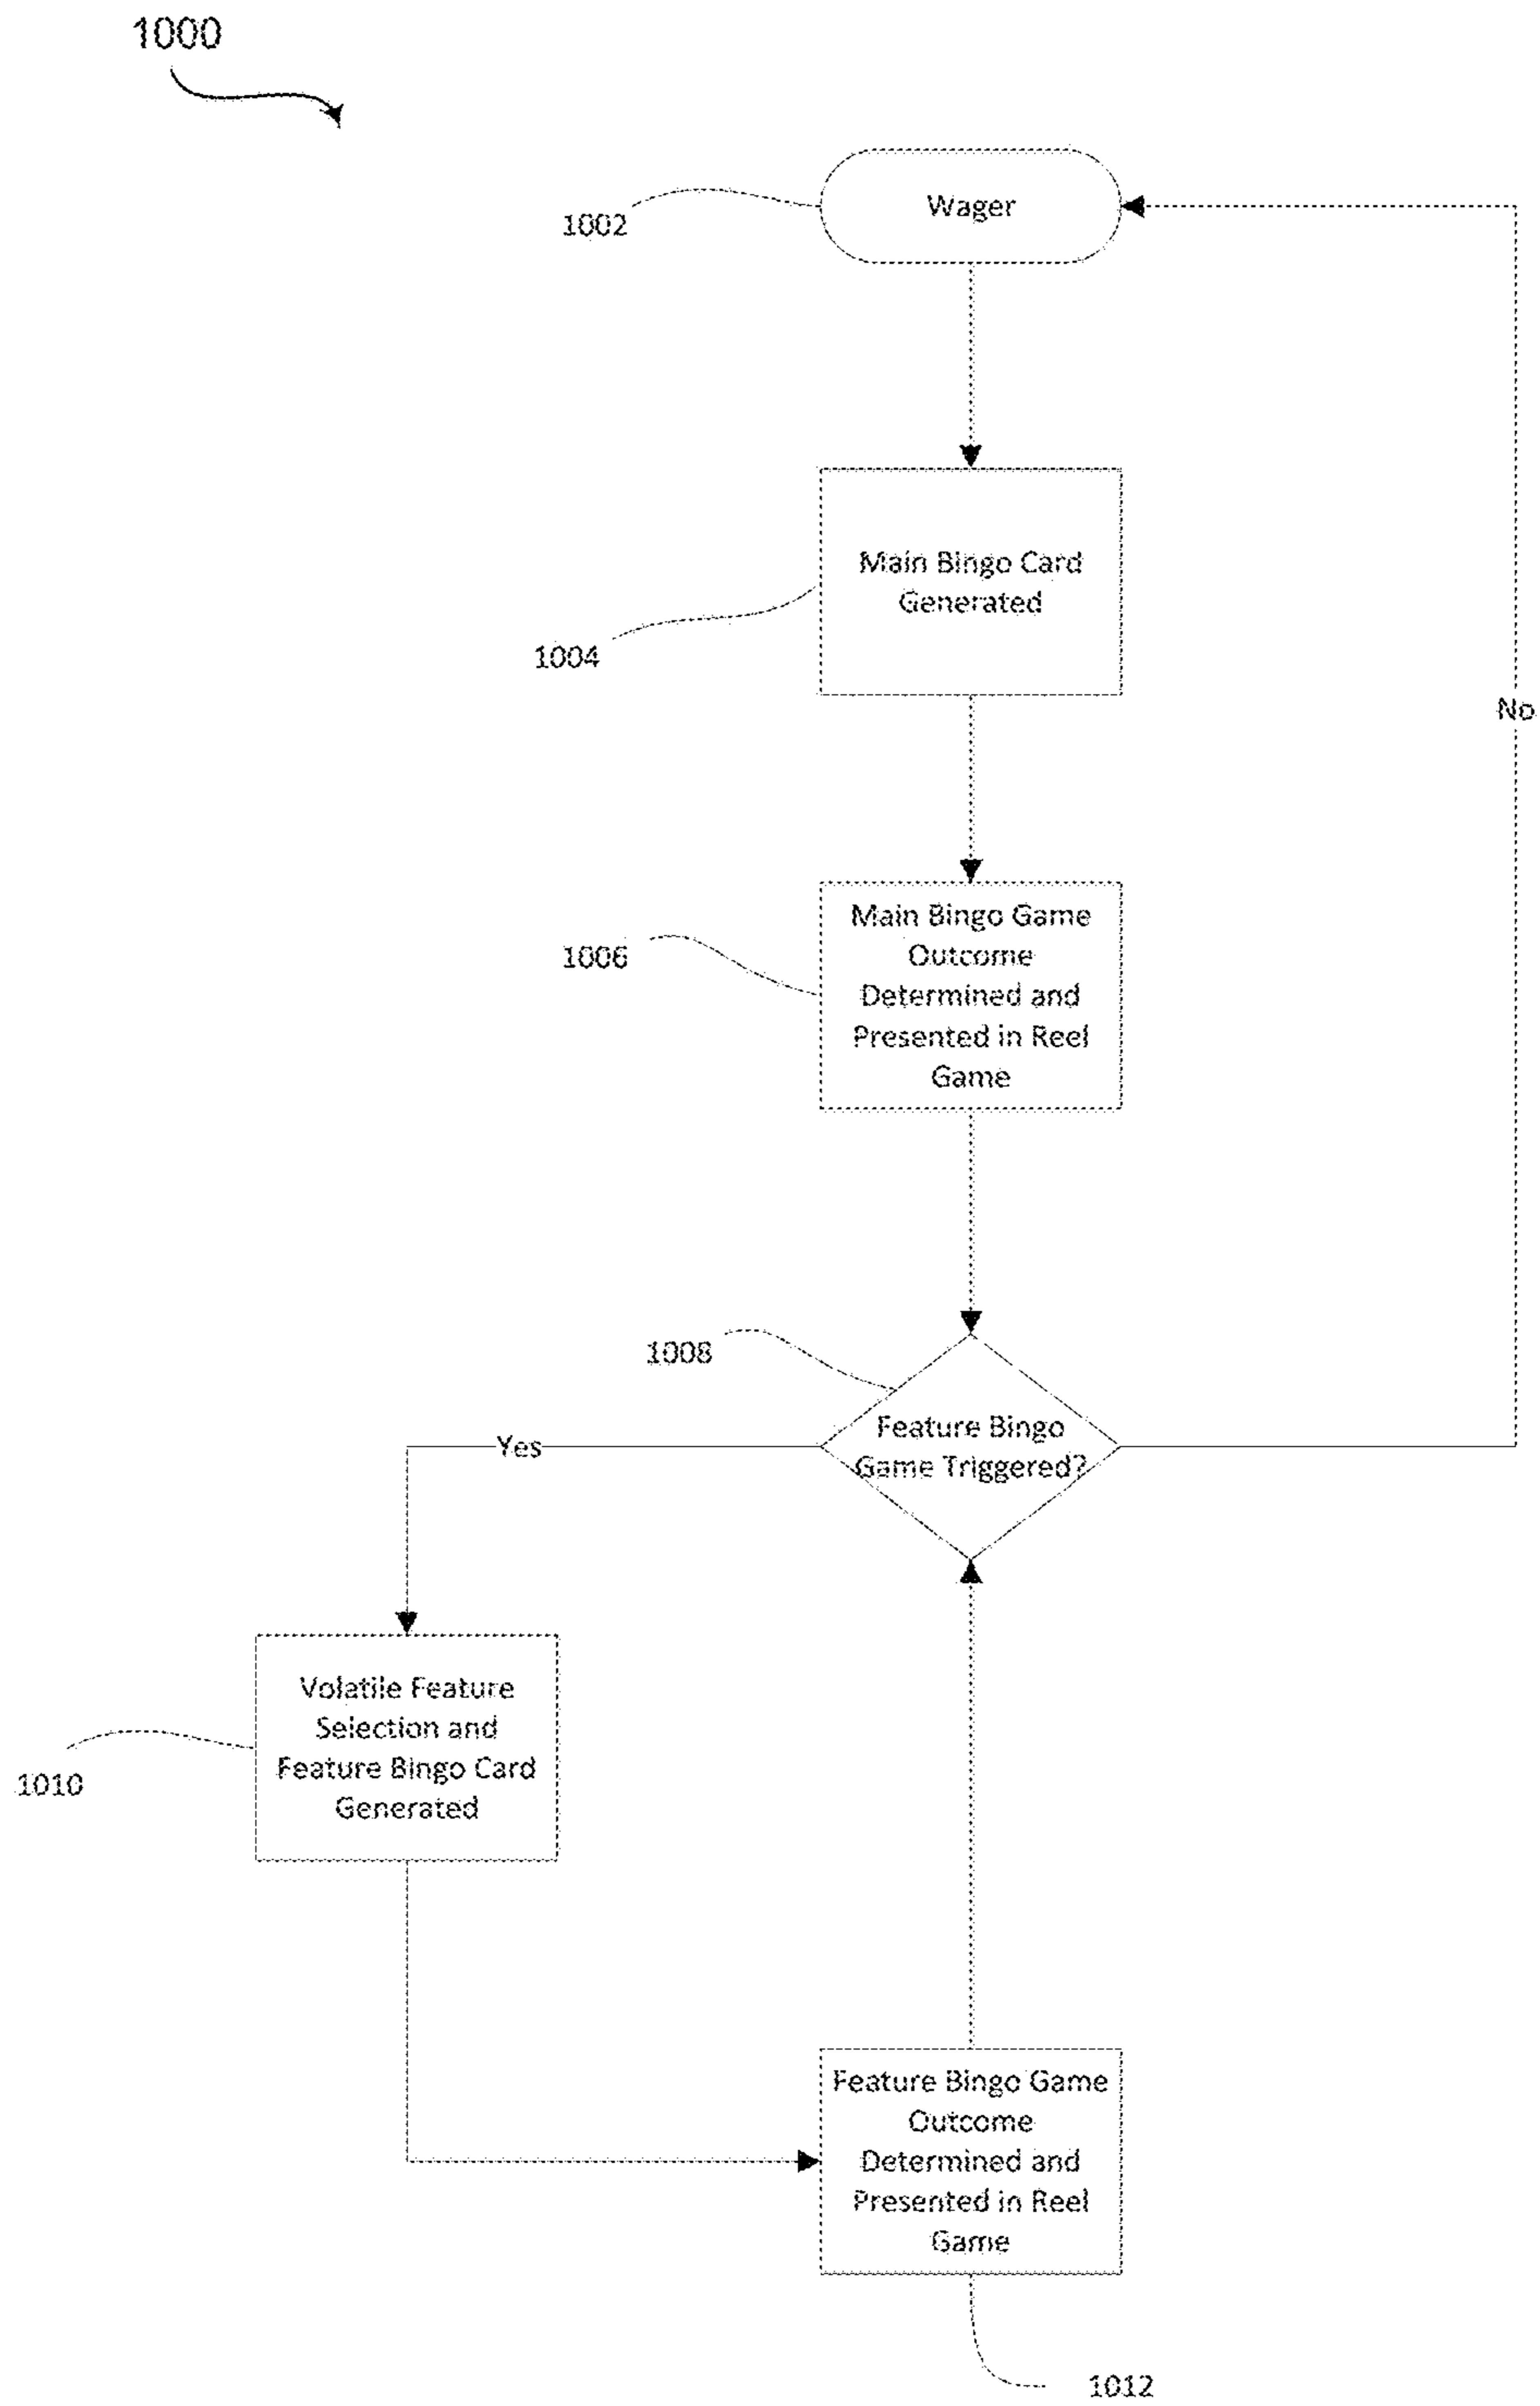 1000
Wager
1002
Main Bingo Card
Generated
1004
No
Main Bingo Game
Outcome
Determined and
Presented in Reel
Game
1006
1008
Feature Bingo
Game Triggered?
Yes
Volatile Feature
Selection and
Feature Bingo Card
Generated
1010
Feature Bingo Game
Outcome
Determined and
Presented in Reel
Game
1012